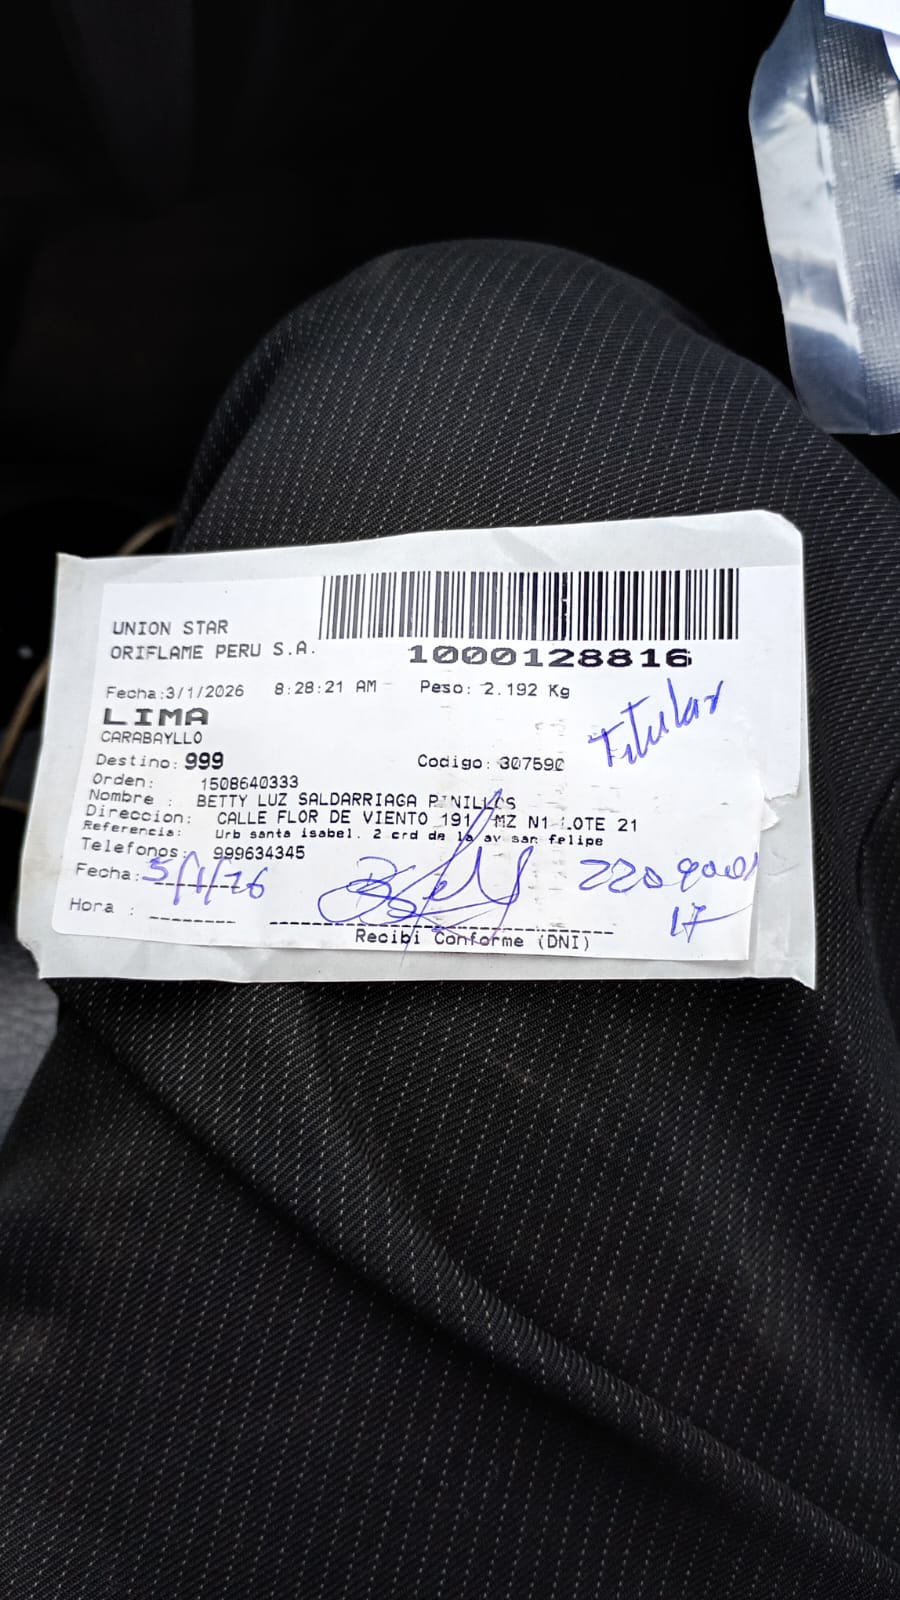 UNION STAR
ORIFLAME PERU S.A.
1000128816
Fecha:3/1/2026 8:28:21 AM Peso: 2.192 Kg
LIMA
CARABAYLLO
Titular
Destino: 999 Codigo: 307590
Orden: 1508640333
Nombre : BETTY LUZ SALDARRIAGA PINILLOS
Direccion: CALLE FLOR DE VIENTO 191 MZ N1 LOTE 21
Referencia: Urb santa isabel. 2 crd de la av san felipe
Telefonos: 999634345
Fecha: 5/1/26
Hora :
17
Recibi Conforme (DNI)